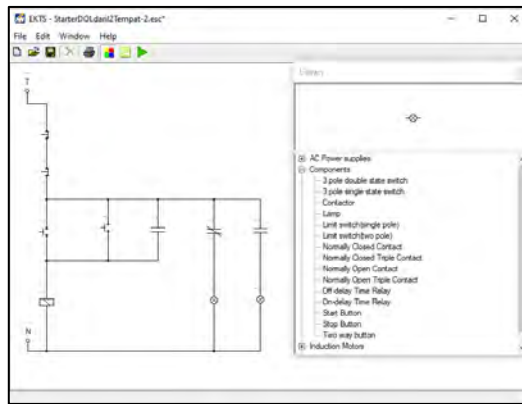 EKTS - StarterDOLdari2Tempat-2.esc*
File Edit Window Help
T
N
Library
AC Power supplies
Components
3 pole double state switch
3 pole single state switch
Contactor
Lamp
Limit switch(single pole)
Limit switch(two pole)
Normally Closed Contact
Normally Closed Triple Contact
Normally Open Contact
Normally Open Triple Contact
Off delay Time Relay
On-delay Time Relay
Start Button
Stop Button
Two way button
Induction Motors